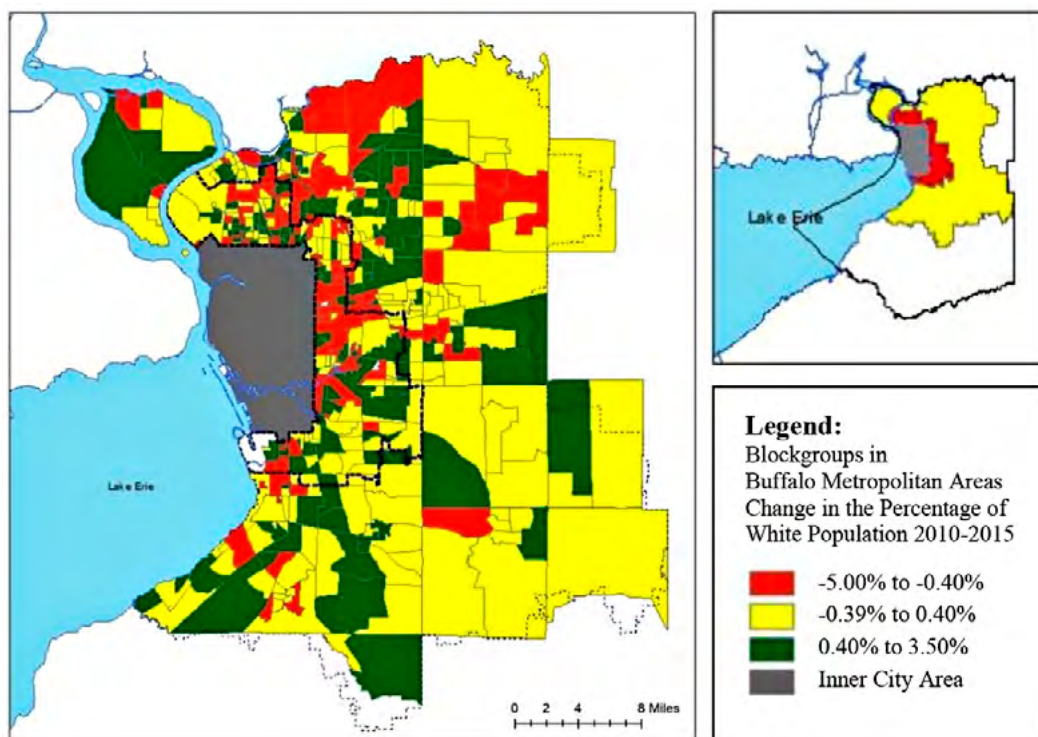 Lake Erie
0 2 4 8 Miles
Lake Erie
Legend:
Blockgroups in
Buffalo Metropolitan Areas
Change in the Percentage of
White Population 2010-2015
-5.00% to -0.40%
-0.39% to 0.40%
0.40% to 3.50%
Inner City Area